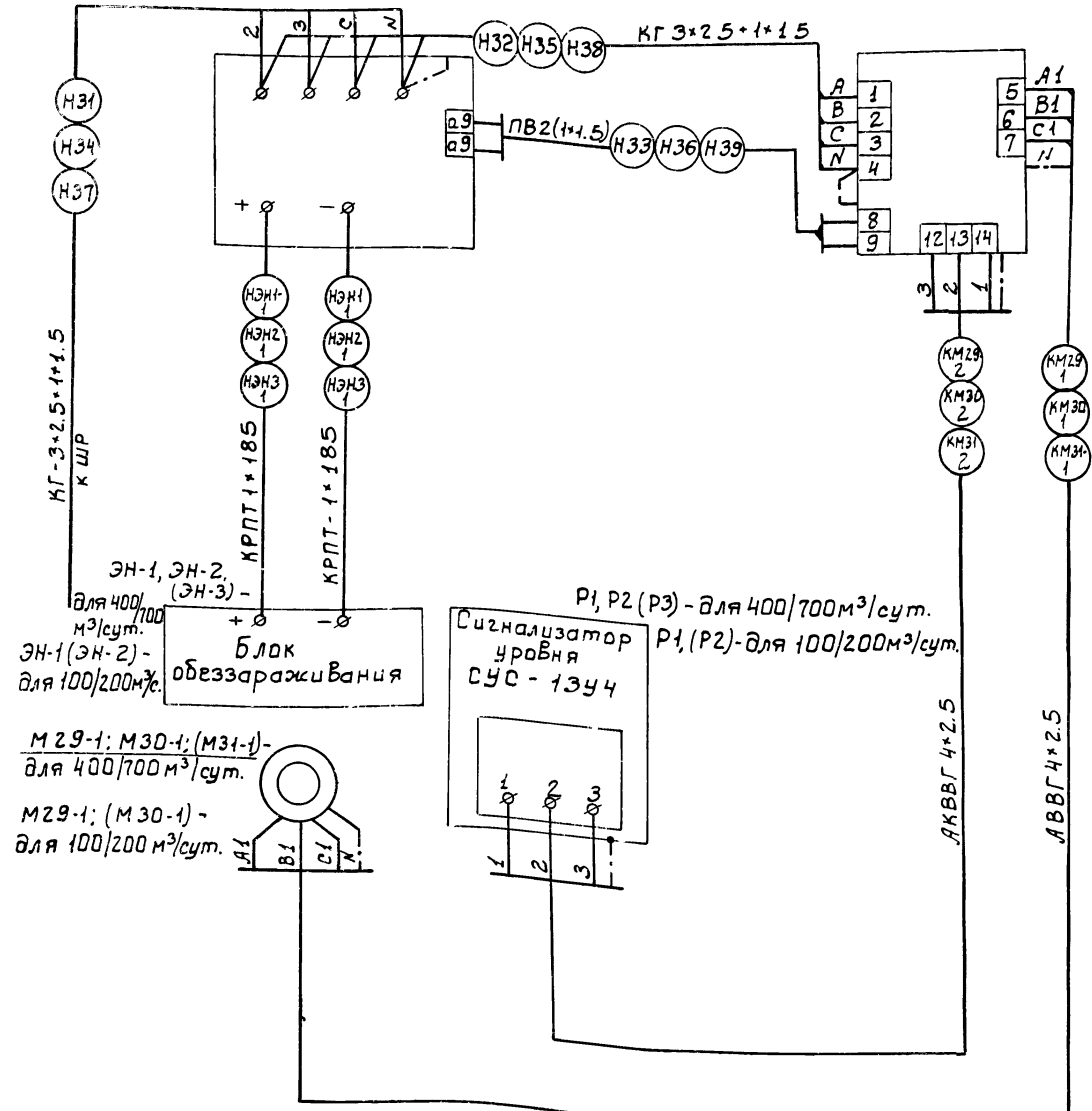 2 3 C N
Н32 Н35 Н38
КГ 3×2.5+1×1.5
Н31
Н34
Н37
а9
а9
ПВ2(1×1.5)
Н33 Н36 Н39
A 1
B 2
C 3
N 4
8
9
5 A1
6 B1
7 C1
N
12 13 14
3 2 1
+ −
НЭН1-1
НЭН2 1
НЭН3 1
НЭН1 1
НЭН2 1
НЭН3 1
КМ29-2
КМ30 2
КМ31 2
КМ29 1
КМ30 1
КМ31-1
КГ-3×2.5×1×1.5
к ШР
КРПТ 1×185
КРПТ-1×185
ЭН-1, ЭН-2,
(ЭН-3) -
для 400/700
м³/сут.
ЭН-1 (ЭН-2) -
для 100/200м³/с.
+ −
Блок
обеззараживания
Р1, Р2 (Р3) - для 400/700м³/сут.
Р1, (Р2)- для 100/200м³/сут.
Сигнализатор
уровня
СУС - 13У4
1 2 3
1 2 3
М29-1; М30-1; (М31-1)-
для 400/700 м³/сут.
М29-1; (М30-1) -
для 100/200 м³/сут.
A1 B1 C1 N
АКВВГ 4×2.5
АВВГ 4×2.5